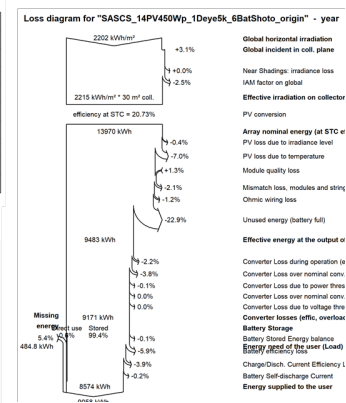 Loss diagram for "SASCS_14PV450Wp_1Deye5k_6BatShoto_origin" - year
2202 kWh/m² Global horizontal irradiation
+3.1% Global incident in coll. plane
+0.0% Near Shadings: irradiance loss
-2.5% IAM factor on global
2215 kWh/m² * 30 m² coll. Effective irradiation on collector
efficiency at STC = 20.73% PV conversion
13970 kWh Array nominal energy (at STC
-0.4% PV loss due to irradiance level
-7.0% PV loss due to temperature
+1.3% Module quality loss
-2.1% Mismatch loss, modules and string
-1.2% Ohmic wiring loss
-22.9% Unused energy (battery full)
9483 kWh Effective energy at the output
-2.2% Converter Loss during operation
-3.8% Converter Loss over nominal conv.
-0.1% Converter Loss due to power thres
0.0% Converter Loss over nominal conv.
0.0% Converter Loss due to voltage thre
Missing 9171 kWh Converter losses (effic, overload
energy Direct use Stored Battery Storage
5.4% 99.4% -0.1% Battery Stored Energy balance
484.8 kWh -5.9% Energy need of the user (Load)
Battery efficiency loss
-3.9% Charge/Disch. Current Efficiency L
-0.2% Battery Self-discharge Current
8574 kWh Energy supplied to the user